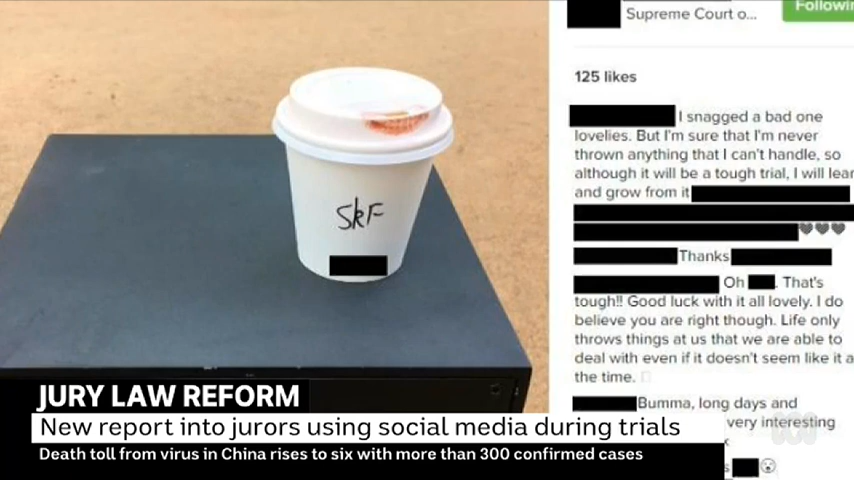 Following
Supreme Court o...
125 likes
I snagged a bad one
lovelies. But I'm sure that I'm never
thrown anything that I can't handle, so
although it will be a tough trial, I will lear
and grow from it
Thanks
Oh . That's
tough!! Good luck with it all lovely. I do
believe you are right though. Life only
throws things at us that we are able to
deal with even if it doesn't seem like it a
the time.
Bumma, long days and
very interesting
SkF
JURY LAW REFORM
New report into jurors using social media during trials
Death toll from virus in China rises to six with more than 300 confirmed cases